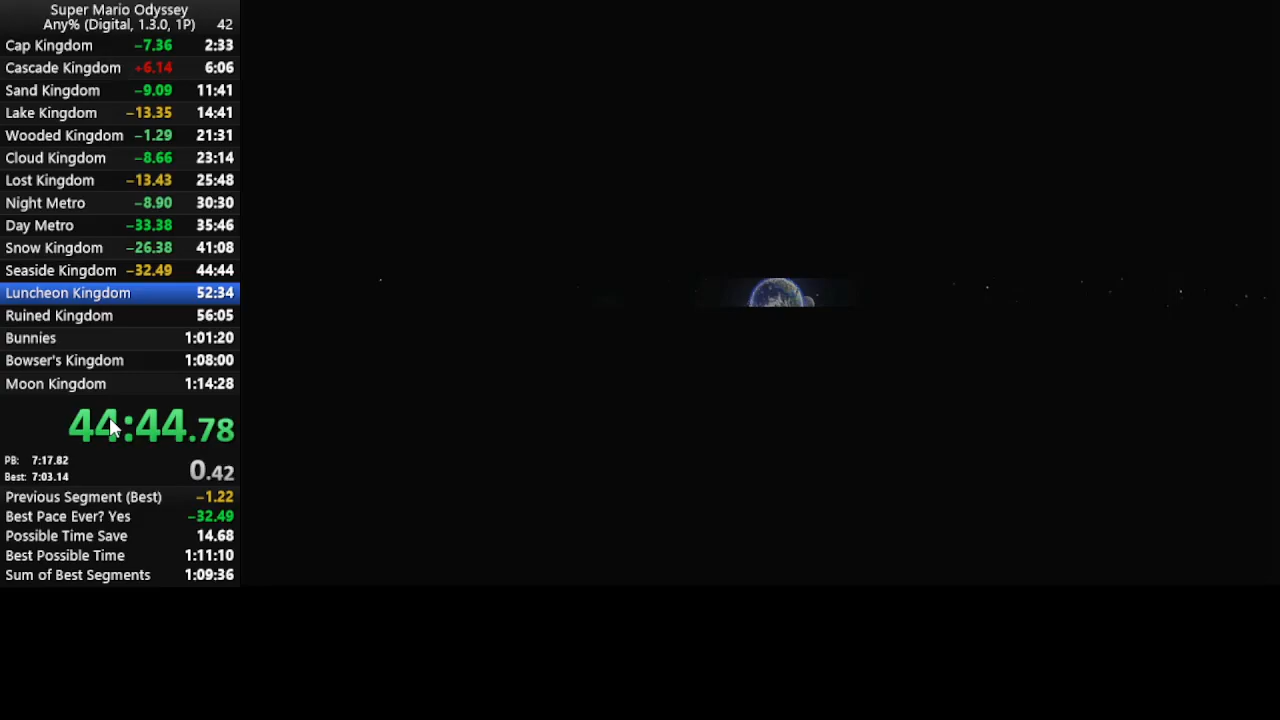 Super Mario Odyssey
Any% (Digital, 1.3.0, 1P) 42
Cap Kingdom −7.36 2:33
Cascade Kingdom +6.14 6:06
Sand Kingdom −9.09 11:41
Lake Kingdom −13.35 14:41
Wooded Kingdom −1.29 21:31
Cloud Kingdom −8.66 23:14
Lost Kingdom −13.43 25:48
Night Metro −8.90 30:30
Day Metro −33.38 35:46
Snow Kingdom −26.38 41:08
Seaside Kingdom −32.49 44:44
Luncheon Kingdom 52:34
Ruined Kingdom 56:05
Bunnies 1:01:20
Bowser's Kingdom 1:08:00
Moon Kingdom 1:14:28
44:44.78
PB: 7:17.82
Best: 7:03.14 0.42
Previous Segment (Best) −1.22
Best Pace Ever? Yes −32.49
Possible Time Save 14.68
Best Possible Time 1:11:10
Sum of Best Segments 1:09:36